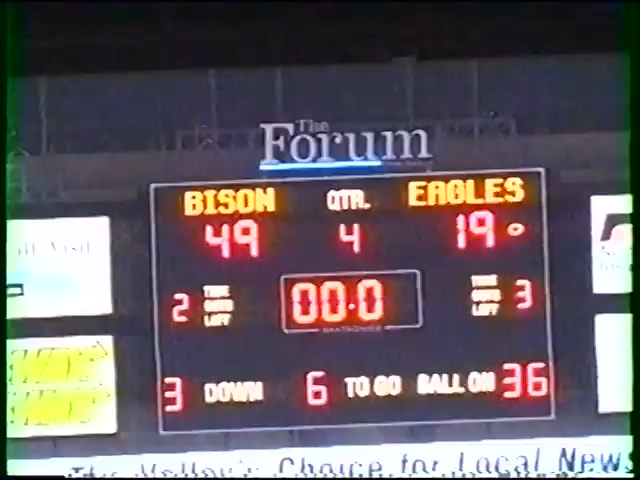 The
Forum
BISON QTR. EAGLES
49 4 19
2 TIME OUTS LEFT 00.0 TIME OUTS LEFT 3
DAKTRONICS
3 DOWN 6 TO GO BALL ON 36
The Valley's Choice for Local News